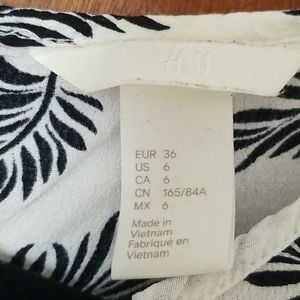 H&M
EUR 36
US 6
CA 6
CN 165/84A
MX 6
Made in
Vietnam
Fabriqué en
Vietnam